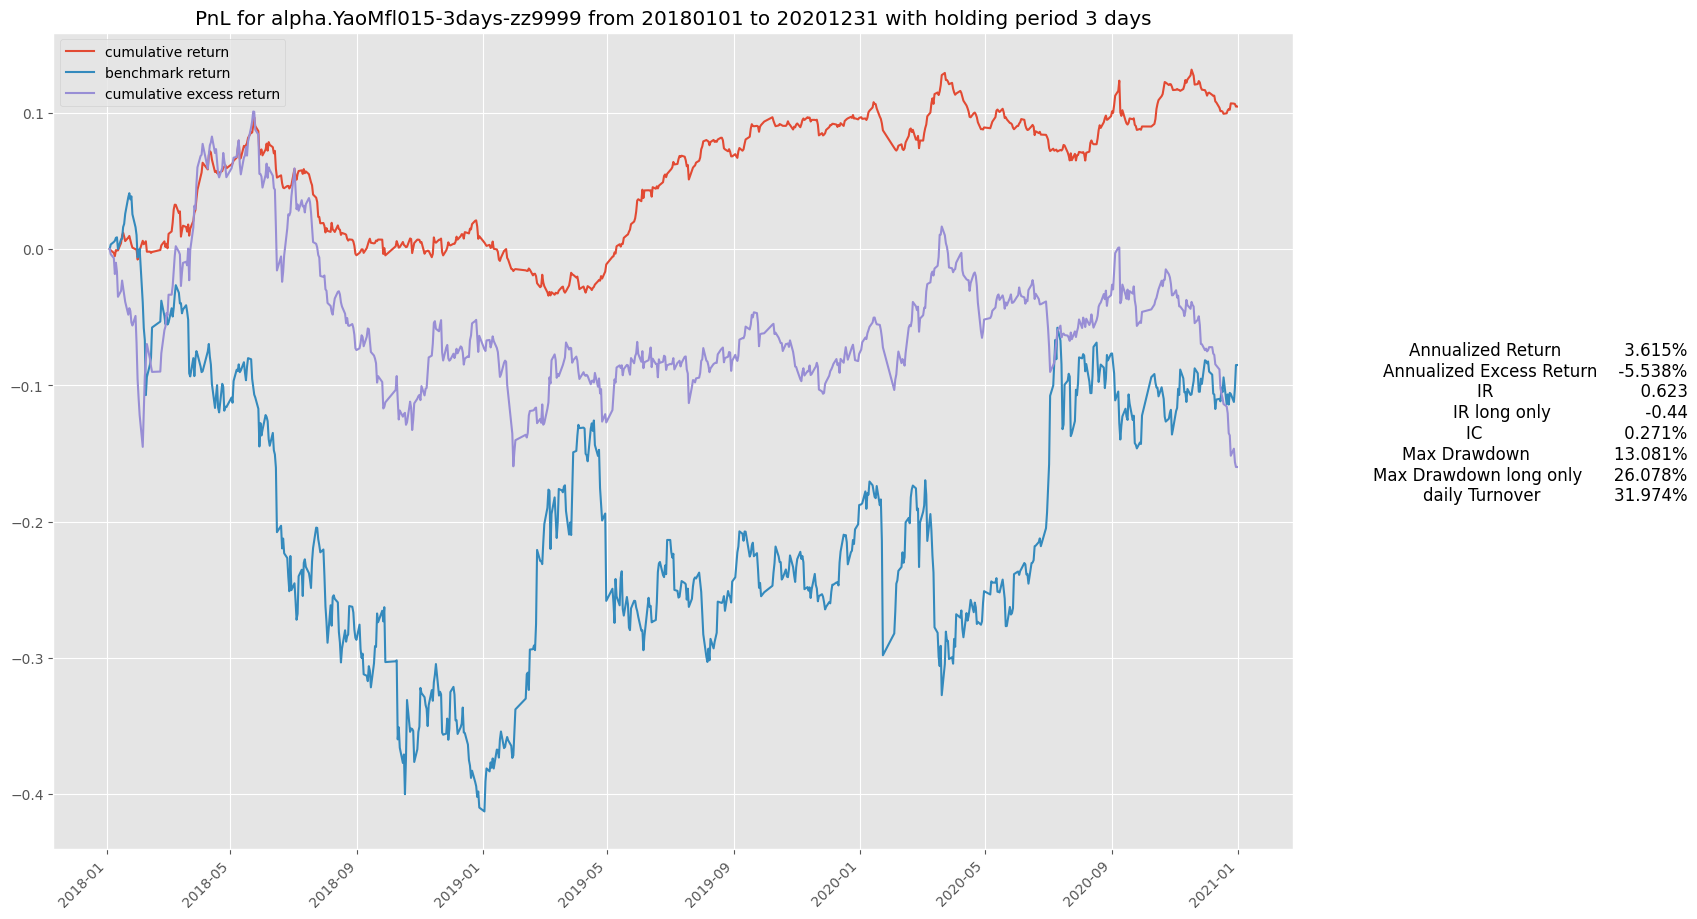 PnL for alpha.YaoMfl015-3days-zz9999 from 20180101 to 20201231 with holding period 3 days
cumulative return
benchmark return
cumulative excess return
0.1
0.0
−0.1
−0.2
−0.3
−0.4
2018-01
2018-05
2018-09
2019-01
2019-05
2019-09
2020-01
2020-05
2020-09
2021-01
Annualized Return 3.615%
Annualized Excess Return -5.538%
IR 0.623
IR long only -0.44
IC 0.271%
Max Drawdown 13.081%
Max Drawdown long only 26.078%
daily Turnover 31.974%